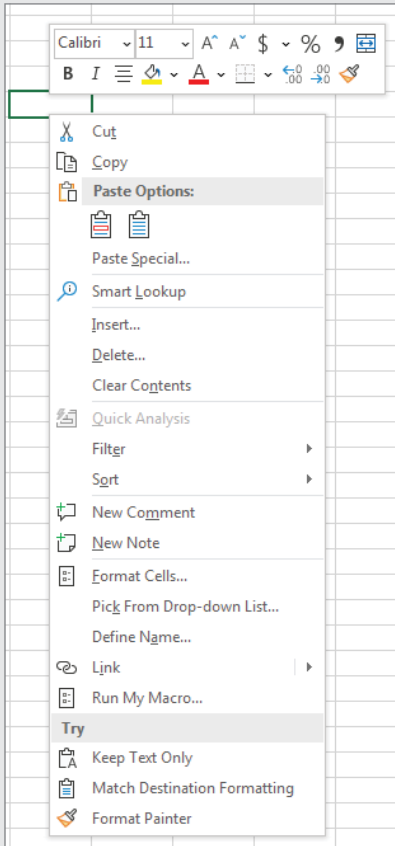 Calibri 11 A A $ % ,
B I A .00 .00
Cut
Copy
Paste Options:
Paste Special...
Smart Lookup
Insert...
Delete...
Clear Contents
Quick Analysis
Filter
Sort
New Comment
New Note
Format Cells...
Pick From Drop-down List...
Define Name...
Link
Run My Macro...
Try
Keep Text Only
Match Destination Formatting
Format Painter